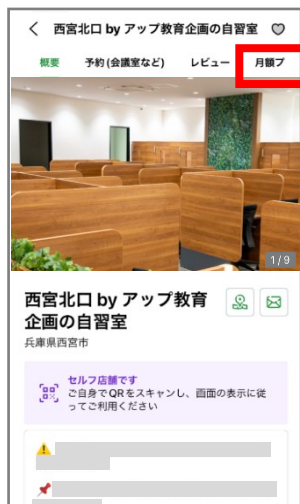 西宮北口 by アップ教育企画の自習室
概要 予約(会議室など) レビュー 月額プ
1/9
西宮北口 by アップ教育
企画の自習室
兵庫県西宮市
セルフ店舗です
ご自身でQRをスキャンし、画面の表示に従
ってご利用ください